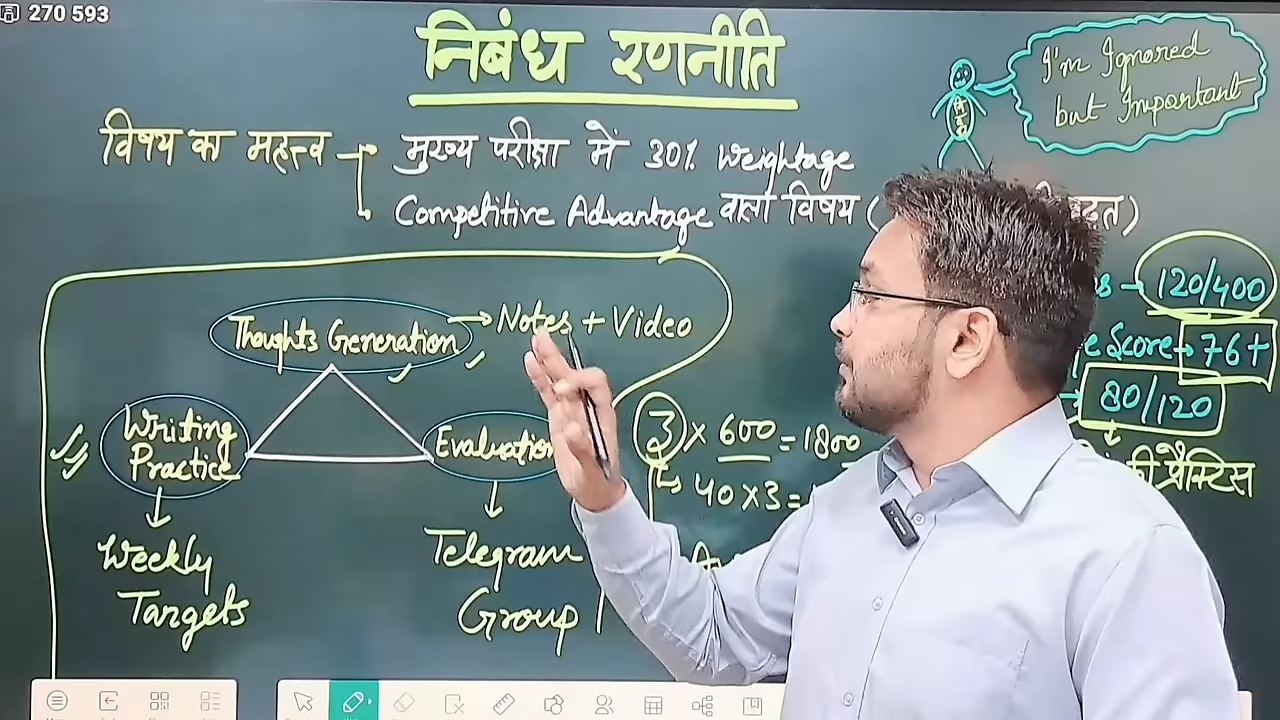 270 593
निबंध रणनीति
I'm Ignored
but Important
विषय का महत्त्व
मुख्य परीक्षा में 30% Weightage
Competitive Advantage वाला विषय (
120/400
Thoughts Generation → Notes + Video
Score → 76+
80/120
Writing
Practice
Evaluation
3 × 600 = 1800
40 × 3 =
की प्रैक्टिस
Weekly
Targets
Telegram
Group